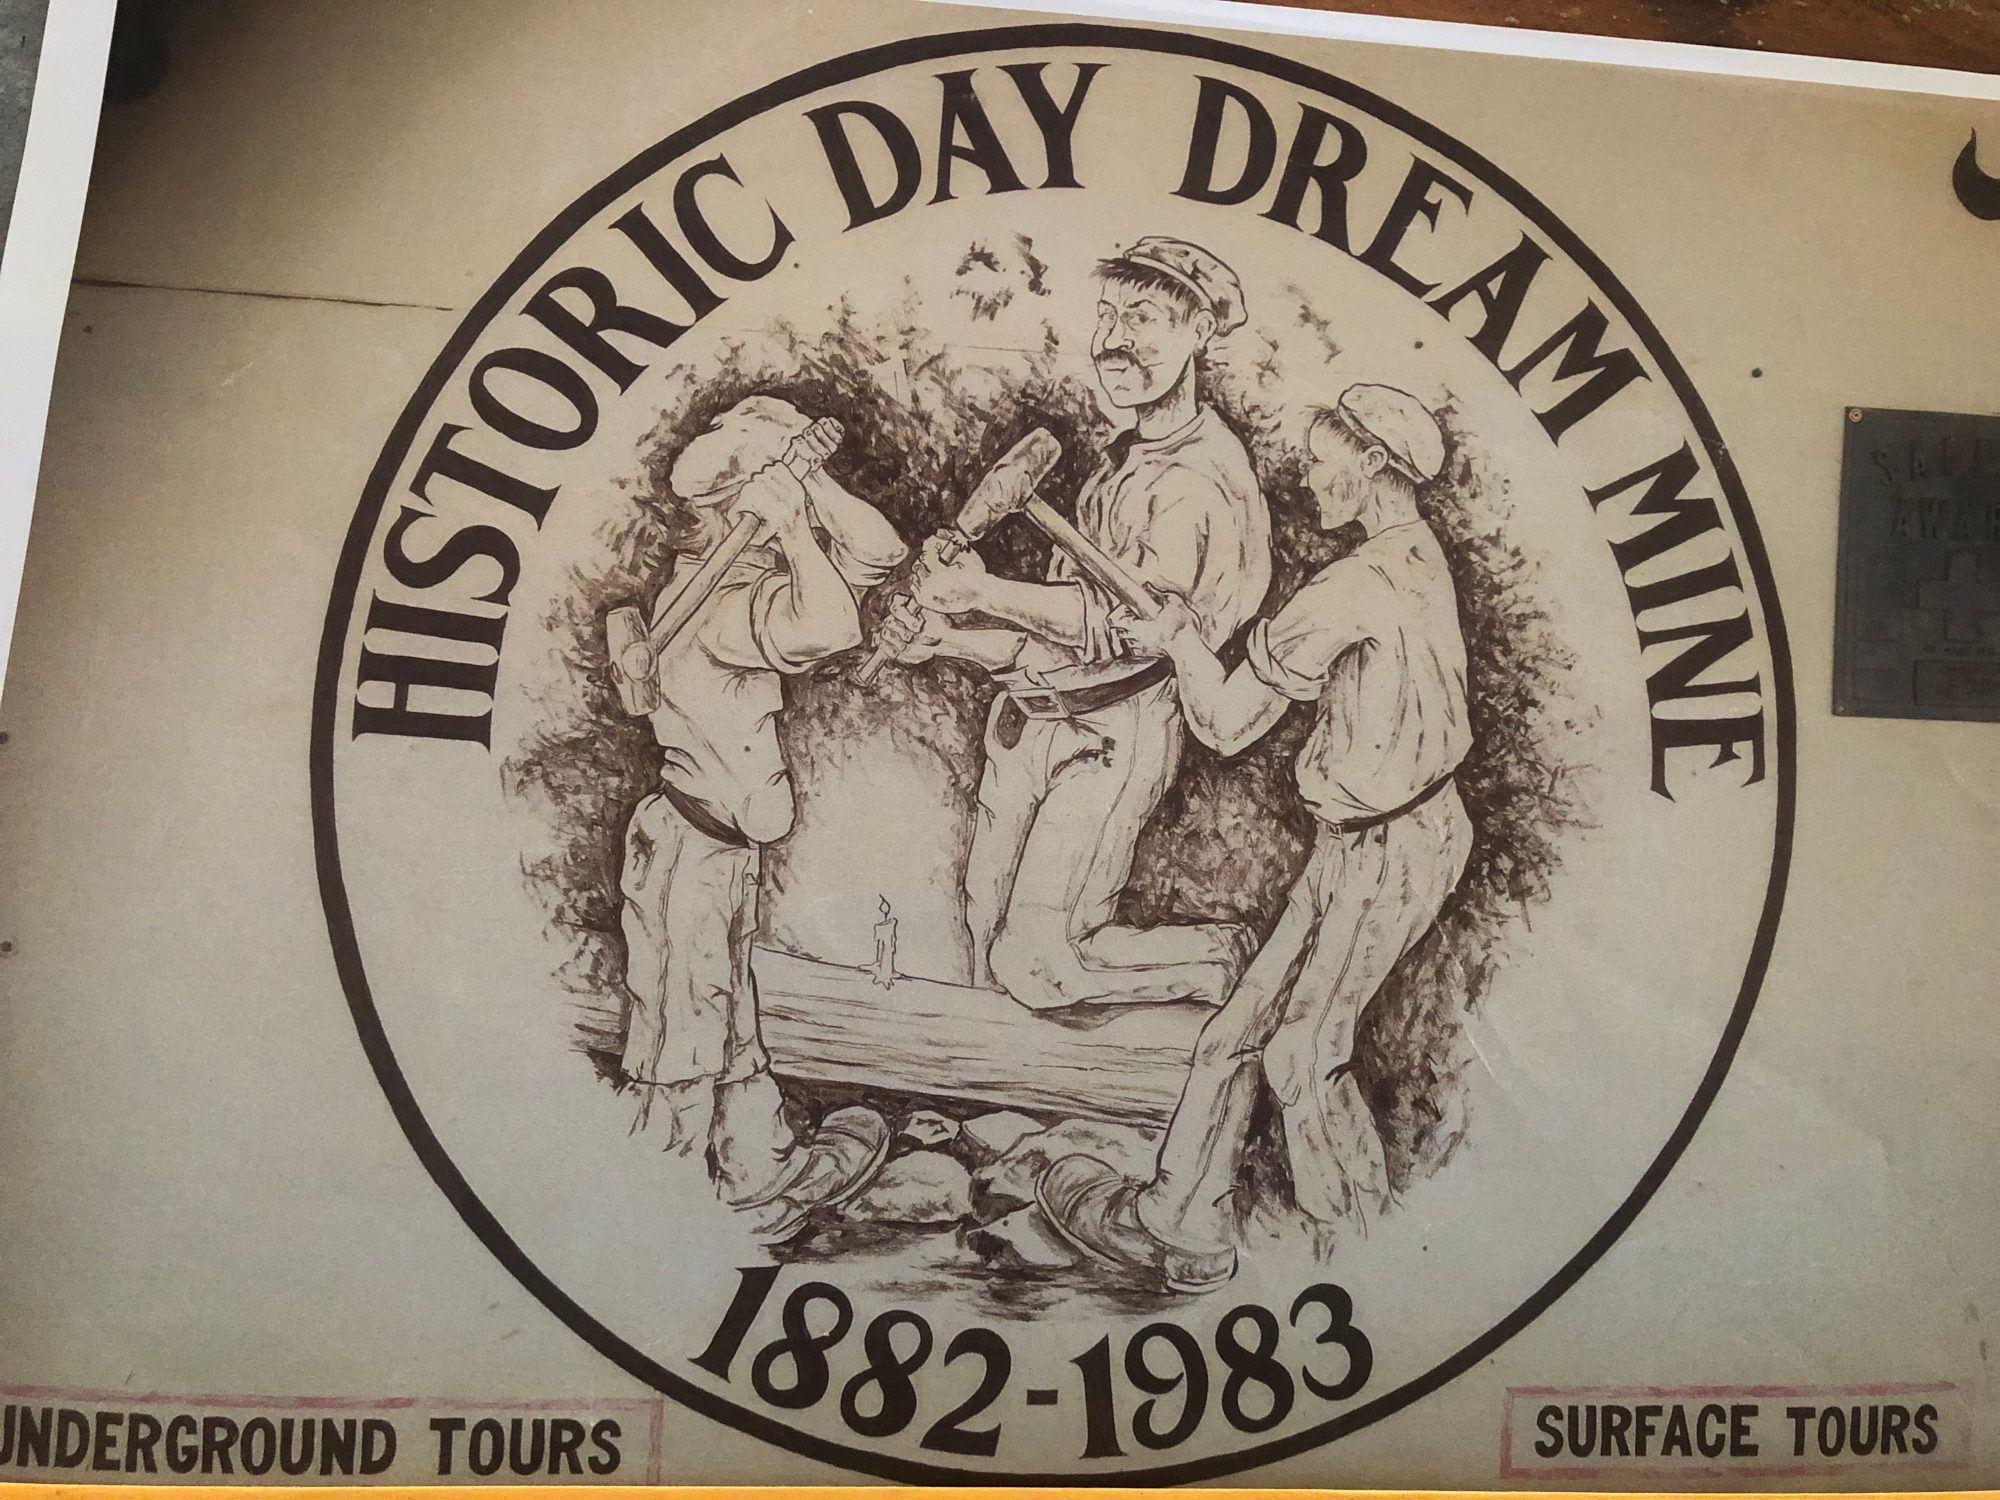 HISTORIC DAY DREAM MINE
1882-1983
UNDERGROUND TOURS
SURFACE TOURS